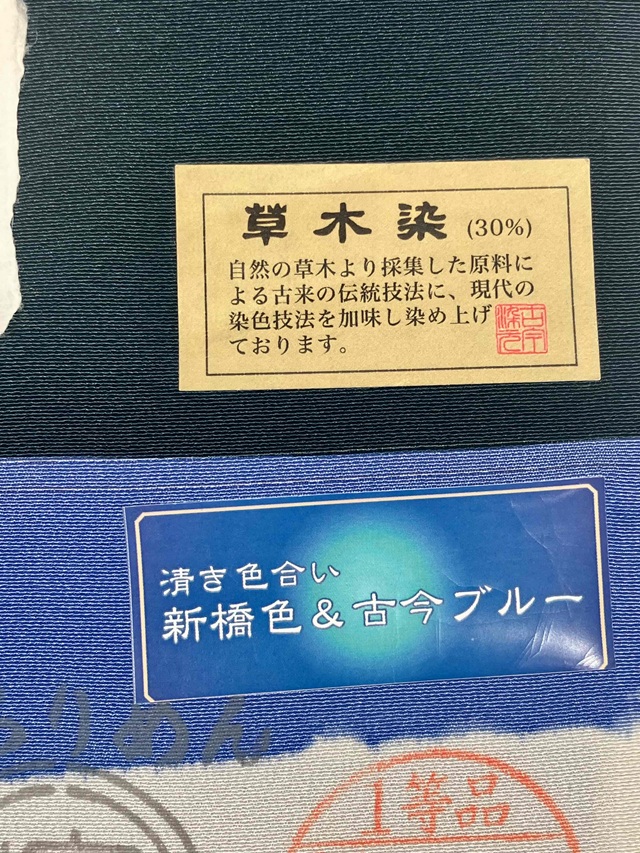 草木染 (30%)
自然の草木より採集した原料に
よる古来の伝統技法に、現代の
染色技法を加味し染め上げ
ております。
清き色合い
新橋色&古今ブルー
りめん
1等品